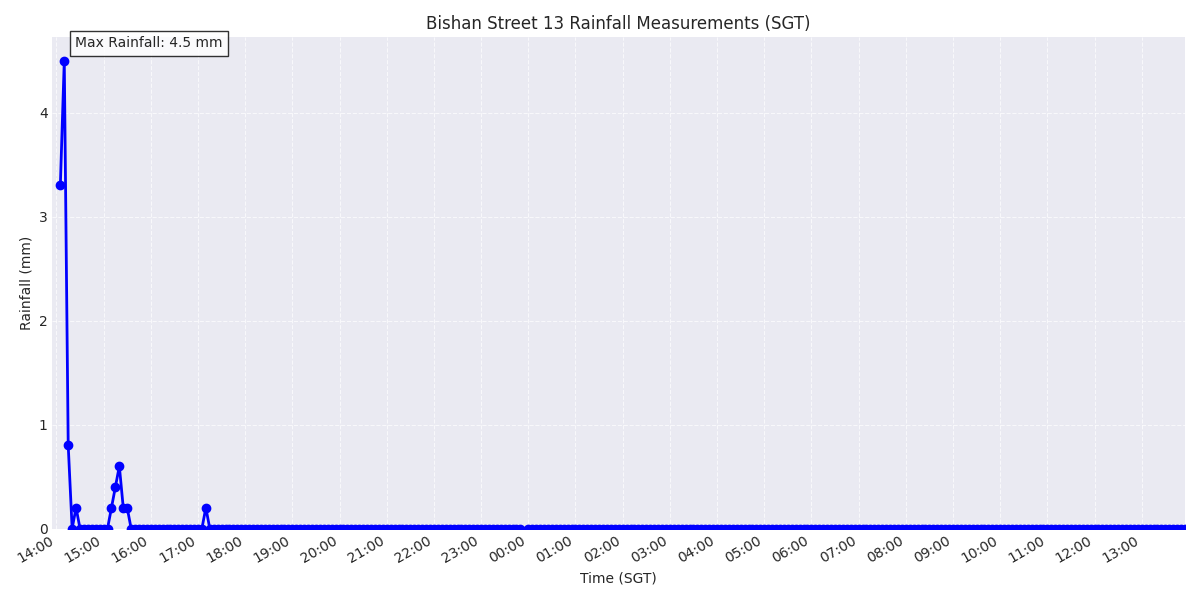 Bishan Street 13 Rainfall Measurements (SGT)
Max Rainfall: 4.5 mm
4
3
2
1
0
Rainfall (mm)
14:00 15:00 16:00 17:00 18:00 19:00 20:00 21:00 22:00 23:00 00:00 01:00 02:00 03:00 04:00 05:00 06:00 07:00 08:00 09:00 10:00 11:00 12:00 13:00
Time (SGT)